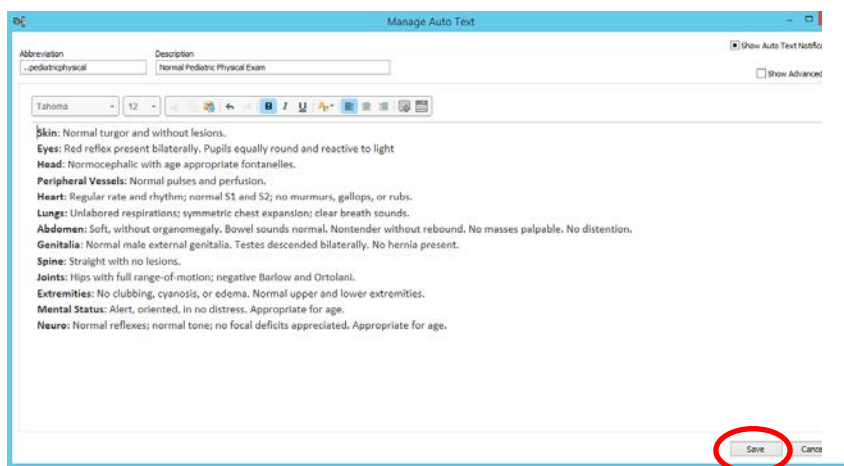 Manage Auto Text
Show Auto Text Notific
Abbreviation Description
..pediatricphysical Normal Pediatric Physical Exam
Show Advanced
Tahoma 12 B I U
Skin: Normal turgor and without lesions.
Eyes: Red reflex present bilaterally. Pupils equally round and reactive to light
Head: Normocephalic with age appropriate fontanelles.
Peripheral Vessels: Normal pulses and perfusion.
Heart: Regular rate and rhythm; normal S1 and S2; no murmurs, gallops, or rubs.
Lungs: Unlabored respirations; symmetric chest expansion; clear breath sounds.
Abdomen: Soft, without organomegaly. Bowel sounds normal. Nontender without rebound. No masses palpable. No distention.
Genitalia: Normal male external genitalia. Testes descended bilaterally. No hernia present.
Spine: Straight with no lesions.
Joints: Hips with full range-of-motion; negative Barlow and Ortolani.
Extremities: No clubbing, cyanosis, or edema. Normal upper and lower extremities.
Mental Status: Alert, oriented, in no distress. Appropriate for age.
Neuro: Normal reflexes; normal tone; no focal deficits appreciated. Appropriate for age.
Save Cance